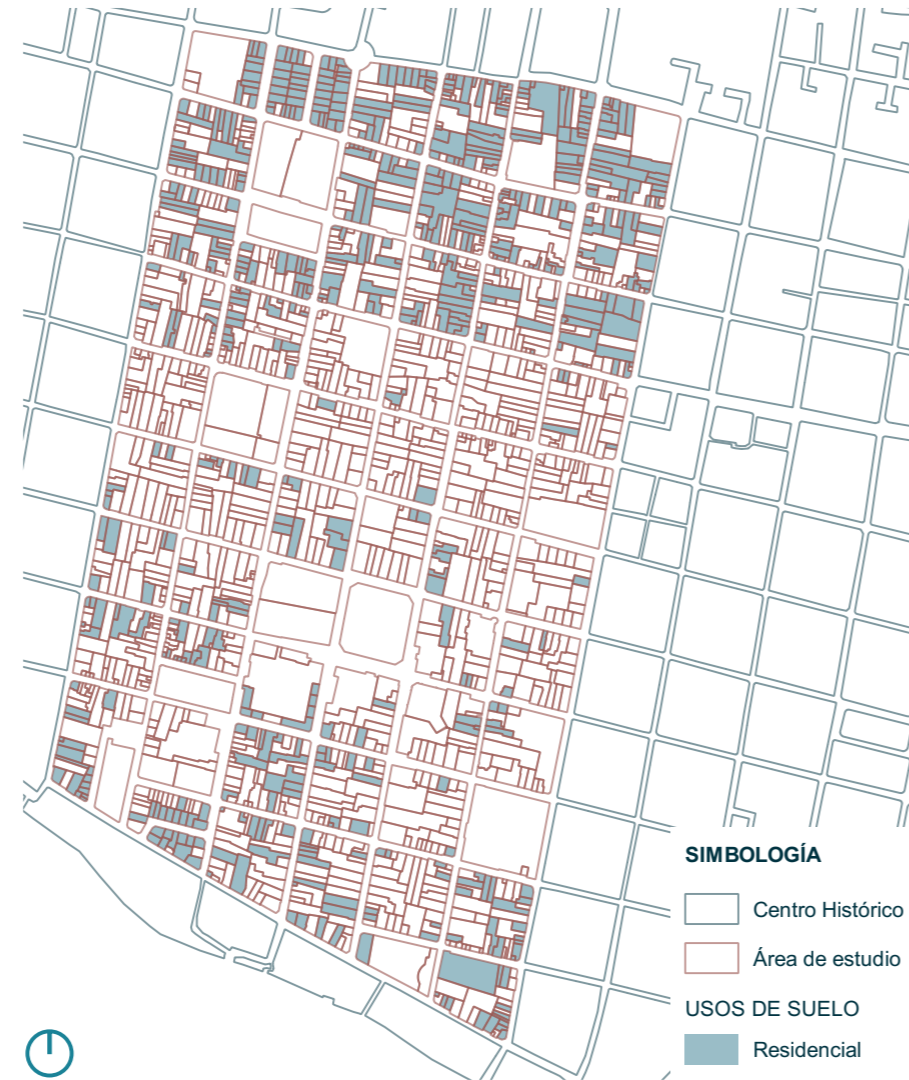 SIMBOLOGÍA
Centro Histórico
Área de estudio
USOS DE SUELO
Residencial